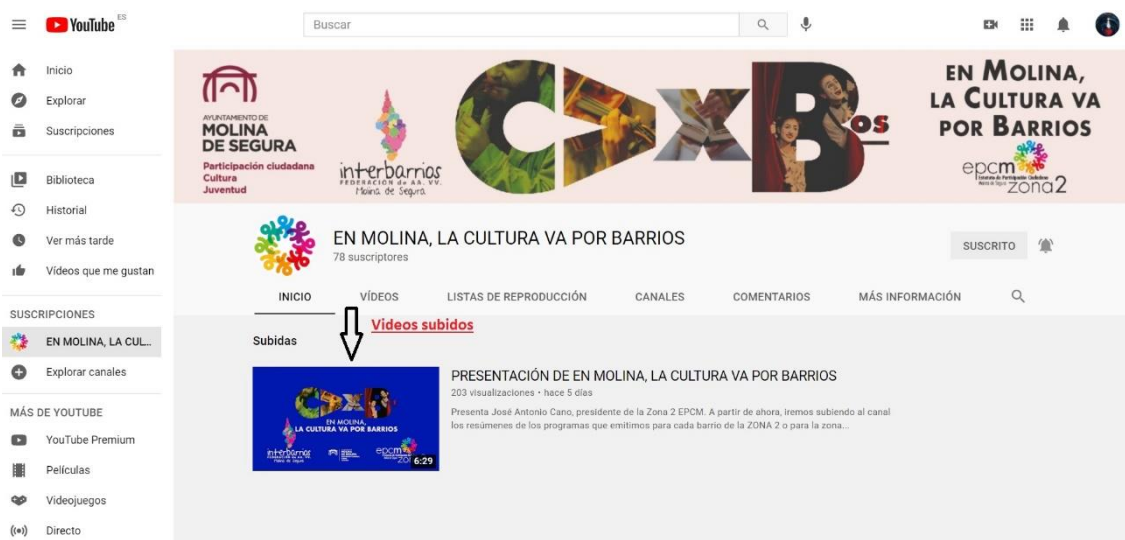 YouTube ES
Buscar
Inicio
Explorar
Suscripciones
Biblioteca
Historial
Ver más tarde
Vídeos que me gustan
SUSCRIPCIONES
EN MOLINA, LA CUL...
Explorar canales
MÁS DE YOUTUBE
YouTube Premium
Películas
Videojuegos
Directo
AYUNTAMIENTO DE
MOLINA
DE SEGURA
Participación ciudadana
Cultura
Juventud
interbarrios
FEDERACIÓN de AA. VV.
Molina de Segura
CxBos
EN MOLINA,
LA CULTURA VA
POR BARRIOS
epcm
zona2
EN MOLINA, LA CULTURA VA POR BARRIOS
78 suscriptores
SUSCRITO
INICIO
VÍDEOS
LISTAS DE REPRODUCCIÓN
CANALES
COMENTARIOS
MÁS INFORMACIÓN
Videos subidos
Subidas
EN MOLINA,
LA CULTURA VA POR BARRIOS
interbarrios
epcm
6:29
PRESENTACIÓN DE EN MOLINA, LA CULTURA VA POR BARRIOS
203 visualizaciones • hace 5 días
Presenta José Antonio Cano, presidente de la Zona 2 EPCM. A partir de ahora, iremos subiendo al canal
los resúmenes de los programas que emitimos para cada barrio de la ZONA 2 o para la zona...